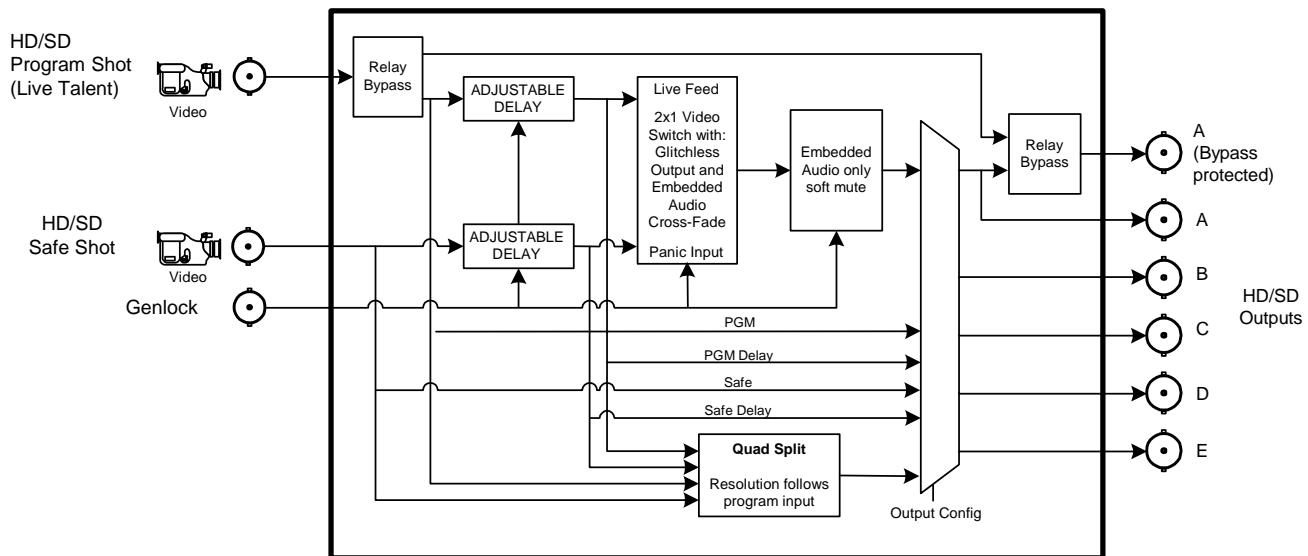 HD/SD
Program Shot
(Live Talent)
Video
Relay
Bypass
ADJUSTABLE
DELAY
Live Feed
2x1 Video
Switch with:
Glitchless
Output and
Embedded
Audio
Cross-Fade
Panic Input
Embedded
Audio only
soft mute
Relay
Bypass
A
(Bypass
protected)
HD/SD
Safe Shot
Video
ADJUSTABLE
DELAY
Genlock
PGM
PGM Delay
Safe
Safe Delay
Quad Split
Resolution follows
program input
Output Config
A
B
C
D
E
HD/SD
Outputs